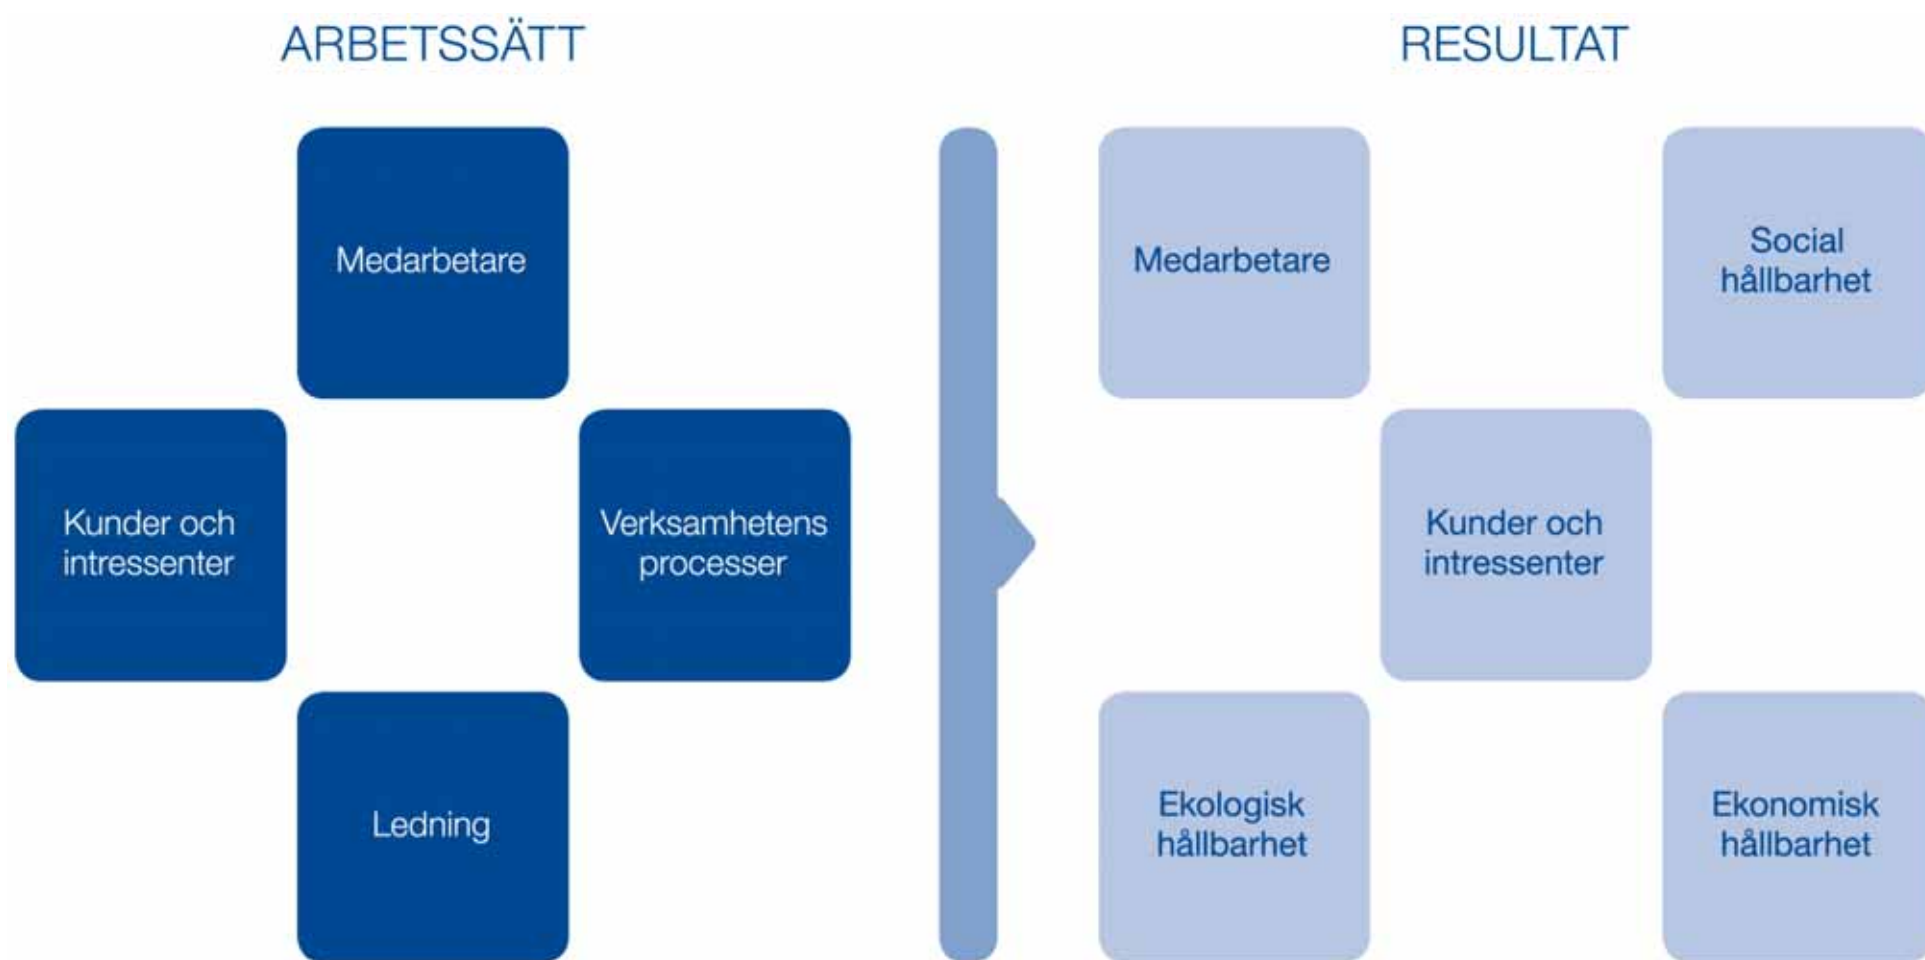 ARBETSSÄTT
Medarbetare
Kunder och
intressenter
Verksamhetens
processer
Ledning
RESULTAT
Medarbetare
Social
hållbarhet
Kunder och
intressenter
Ekologisk
hållbarhet
Ekonomisk
hållbarhet